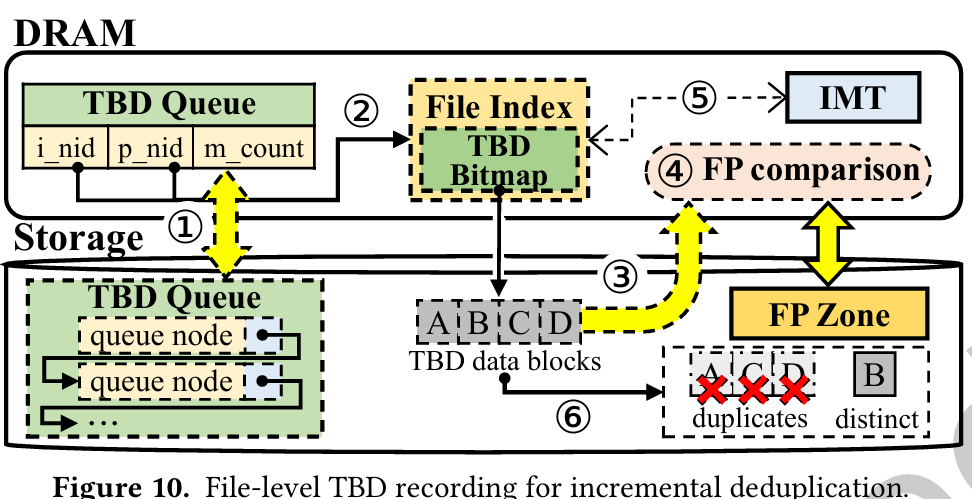 DRAM
TBD Queue
i_nid p_nid m_count
②
File Index
TBD
Bitmap
⑤
IMT
④ FP comparison
①
Storage
TBD Queue
queue node
queue node
...
③
A B C D
TBD data blocks
FP Zone
A C D
B
duplicates
distinct
⑥
Figure 10. File-level TBD recording for incremental deduplication.